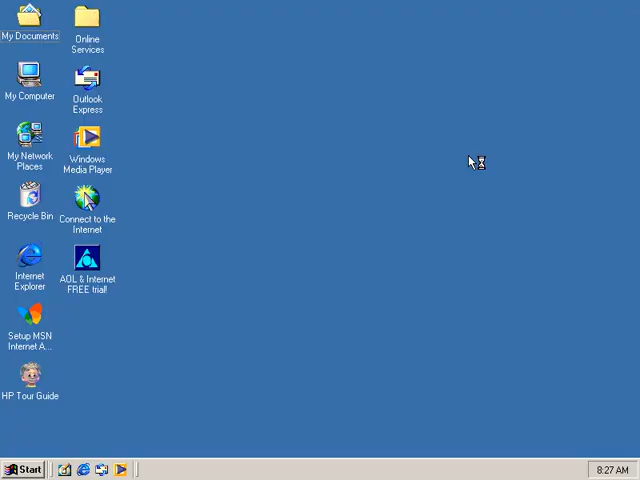 My Documents
My Computer
My Network
Places
Recycle Bin
Internet
Explorer
Setup MSN
Internet A...
HP Tour Guide
Online
Services
Outlook
Express
Windows
Media Player
Connect to the
Internet
AOL & Internet
FREE trial!
Start
8:27 AM